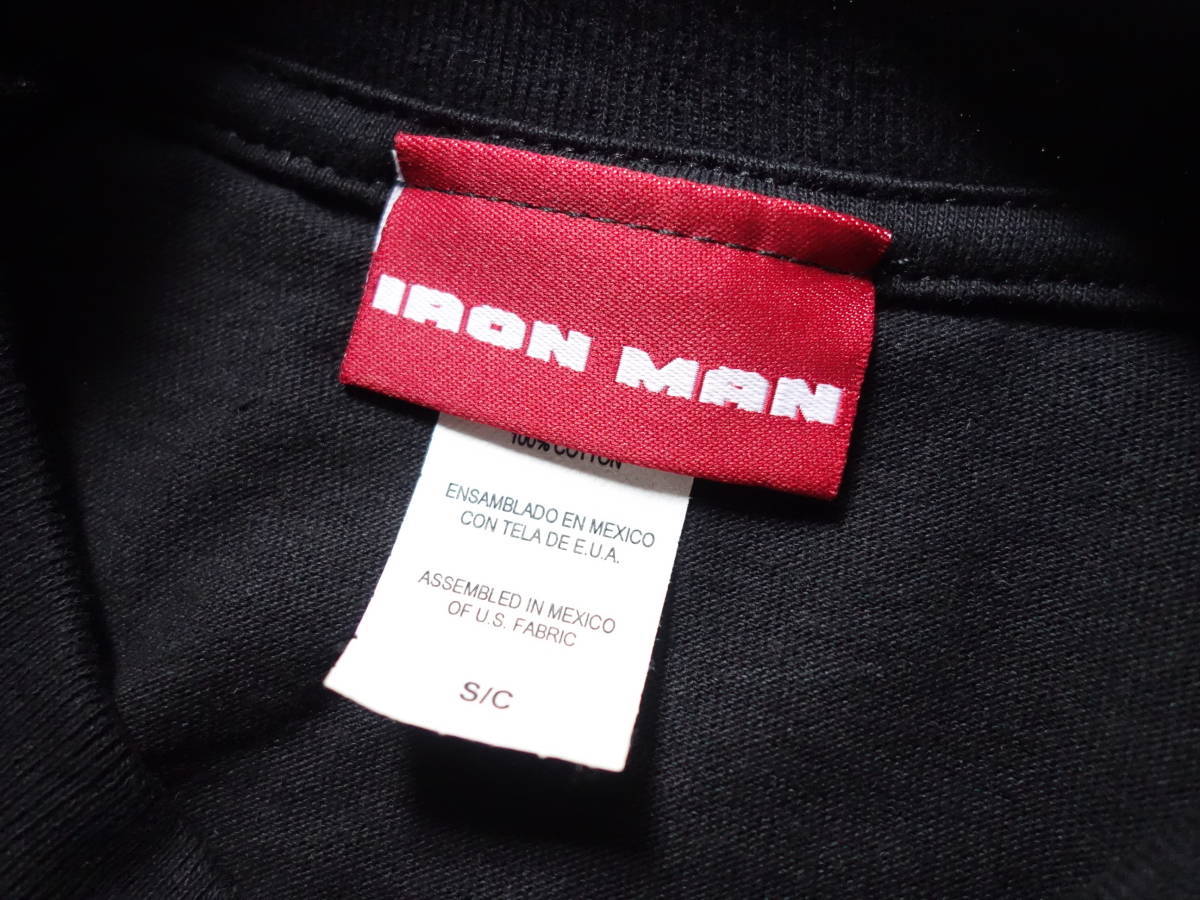 IRON MAN
100% COTTON
ENSAMBLADO EN MEXICO
CON TELA DE E.U.A.
ASSEMBLED IN MEXICO
OF U.S. FABRIC
S/C